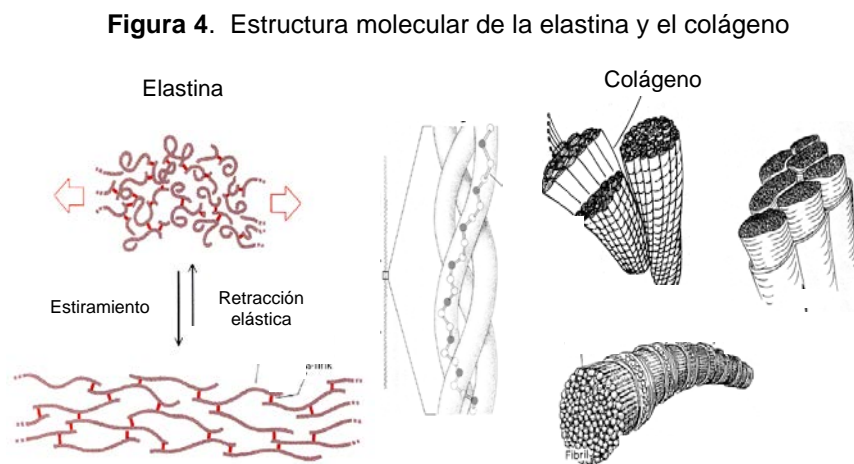 Figura 4. Estructura molecular de la elastina y el colágeno
Elastina
Colágeno
Estiramiento
Retracción
elástica
Fibril